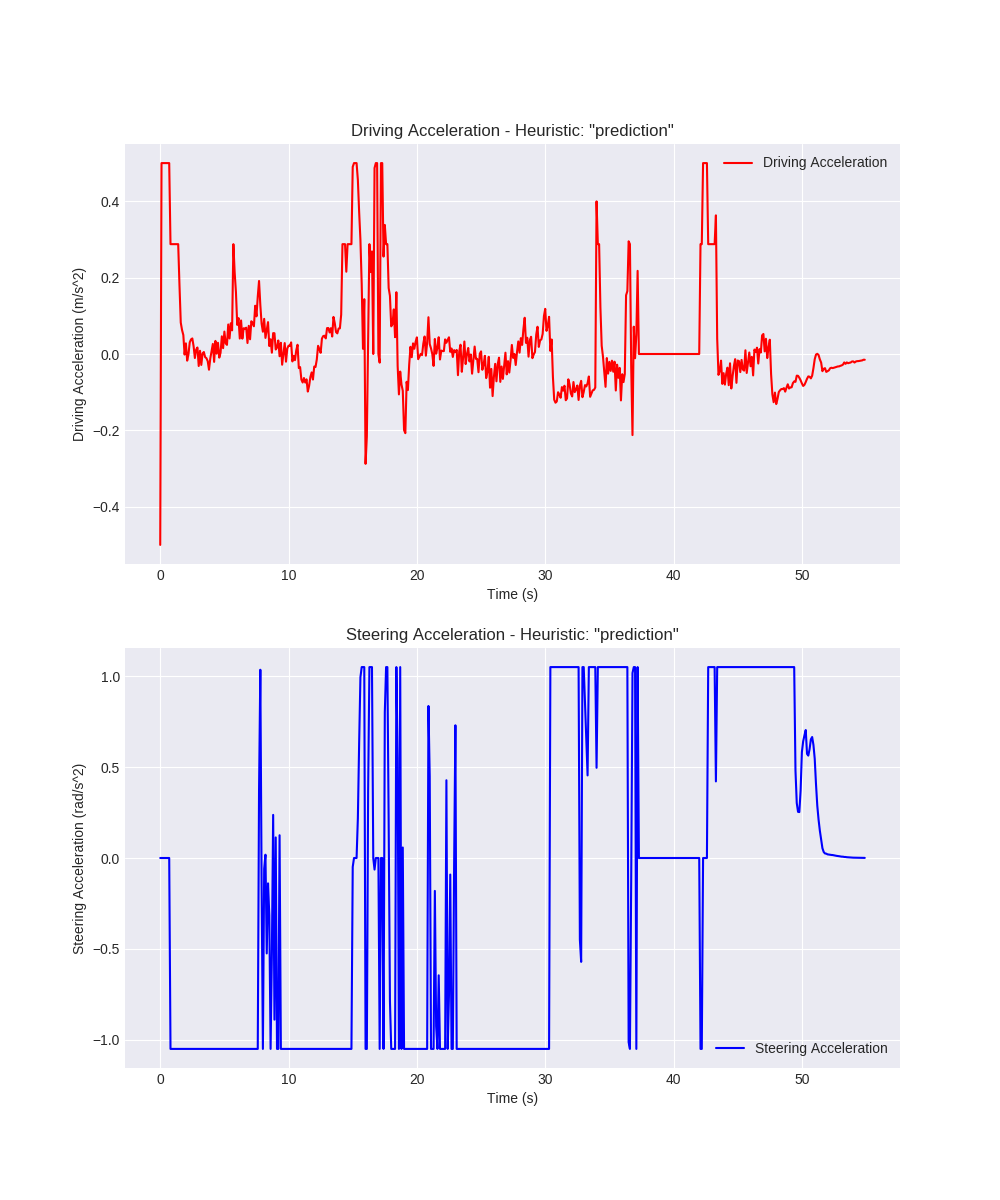 Driving Acceleration - Heuristic: "prediction"
Driving Acceleration
0.4
0.2
0.0
−0.2
−0.4
Driving Acceleration (m/s^2)
0 10 20 30 40 50
Time (s)
Steering Acceleration - Heuristic: "prediction"
1.0
0.5
0.0
−0.5
−1.0
Steering Acceleration (rad/s^2)
Steering Acceleration
0 10 20 30 40 50
Time (s)